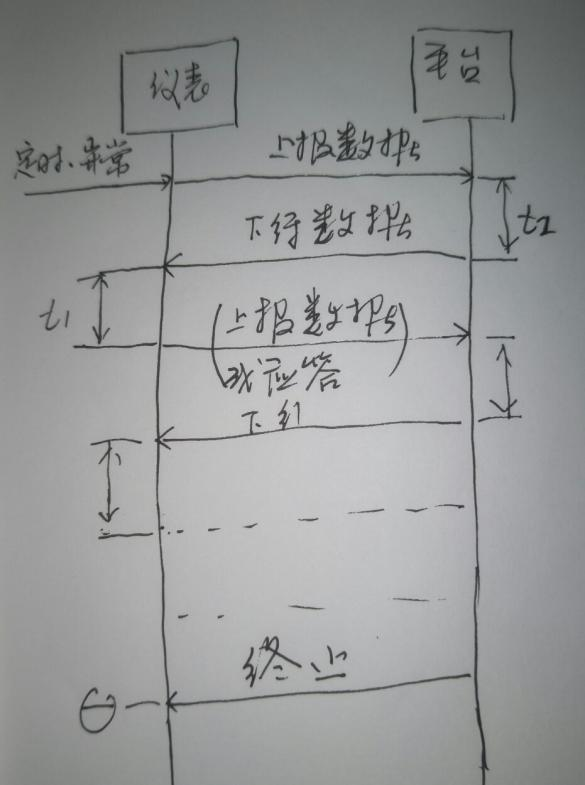 仪表
平台
定时、异常
上报数据
t2
下行数据
t1
(上报数据
或应答)
下行
终止